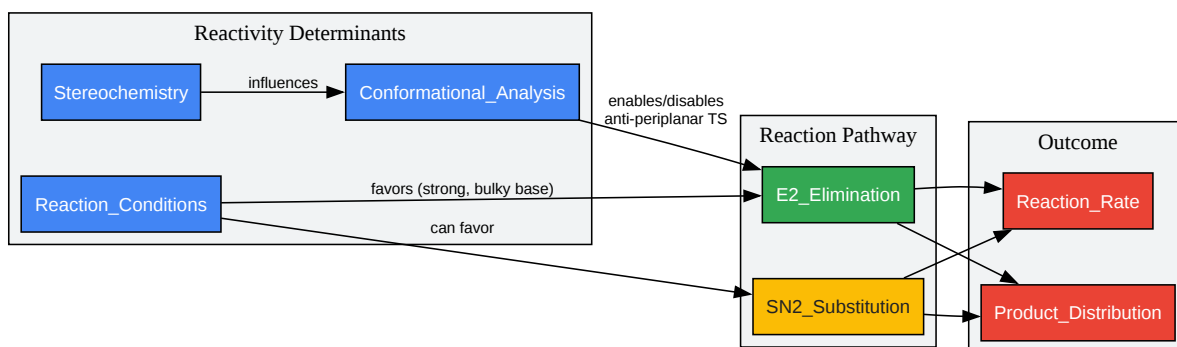 Reactivity Determinants
Stereochemistry
influences
Conformational_Analysis
enables/disables
anti-periplanar TS
Reaction_Conditions
favors (strong, bulky base)
can favor
Reaction Pathway
E2_Elimination
SN2_Substitution
Outcome
Reaction_Rate
Product_Distribution